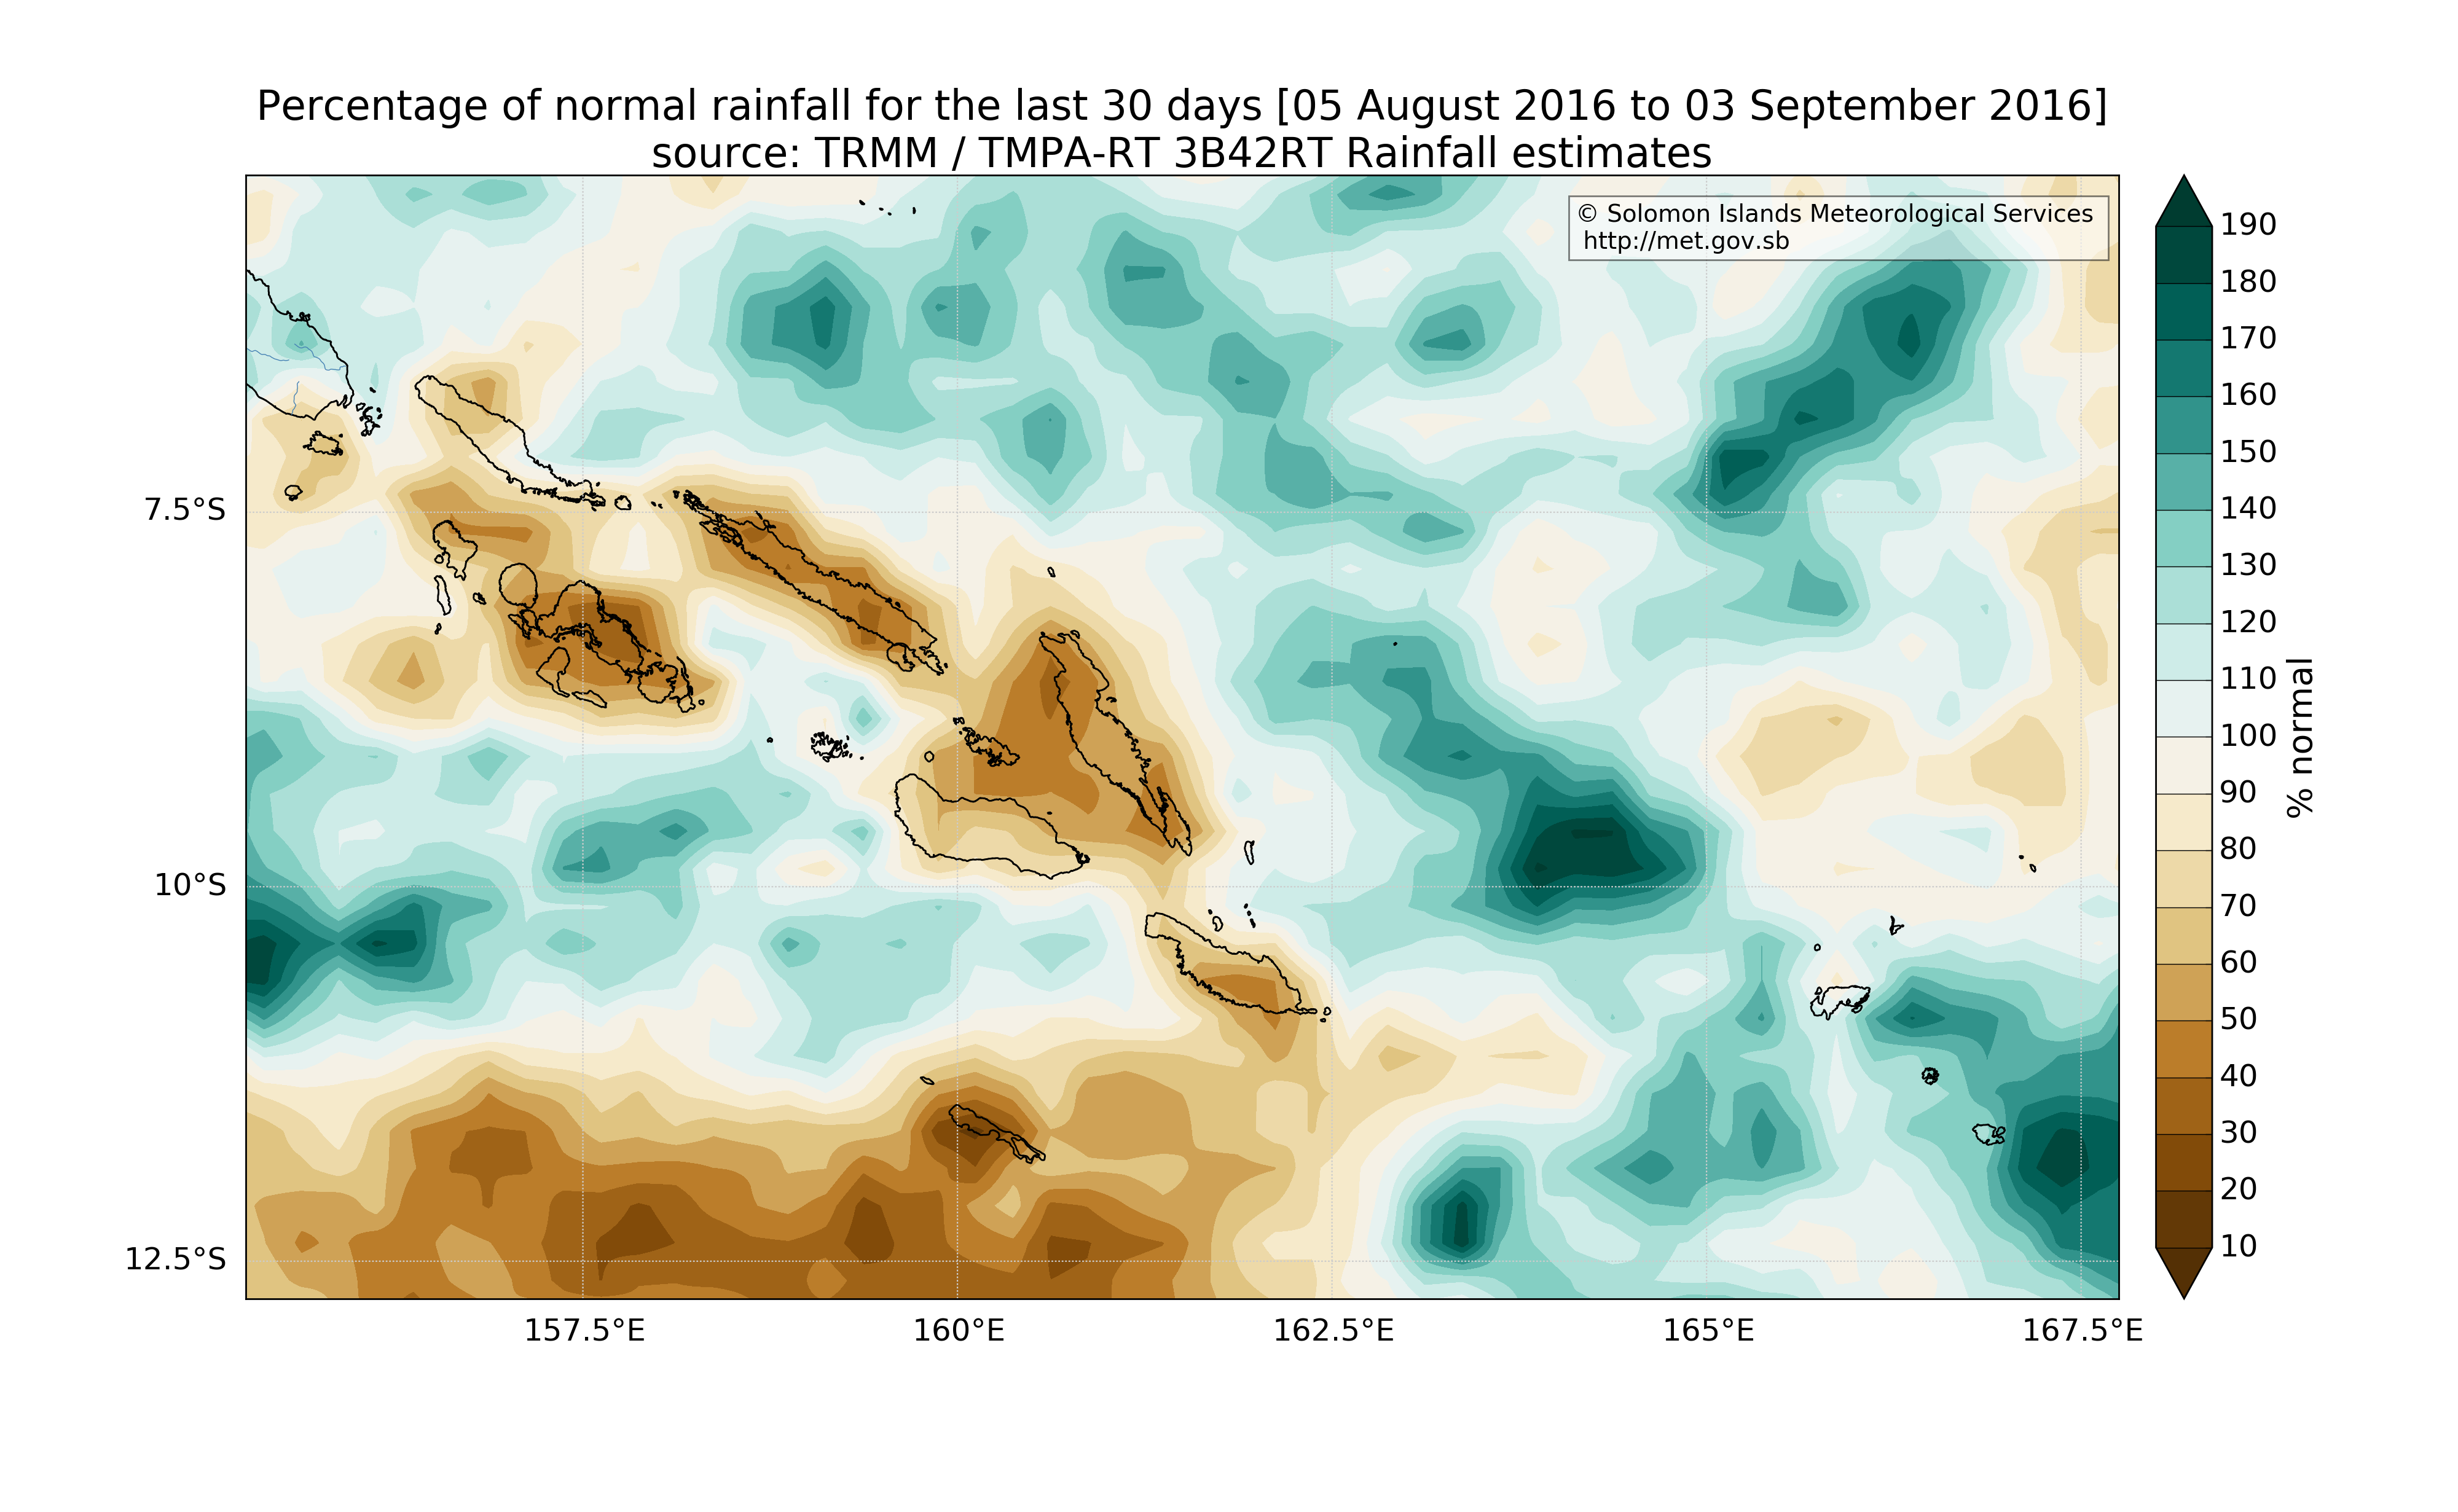 Percentage of normal rainfall for the last 30 days [05 August 2016 to 03 September 2016]
source: TRMM / TMPA-RT 3B42RT Rainfall estimates
© Solomon Islands Meteorological Services
http://met.gov.sb
7.5°S
10°S
12.5°S
157.5°E
160°E
162.5°E
165°E
167.5°E
190
180
170
160
150
140
130
120
110
100
90
80
70
60
50
40
30
20
10
% normal